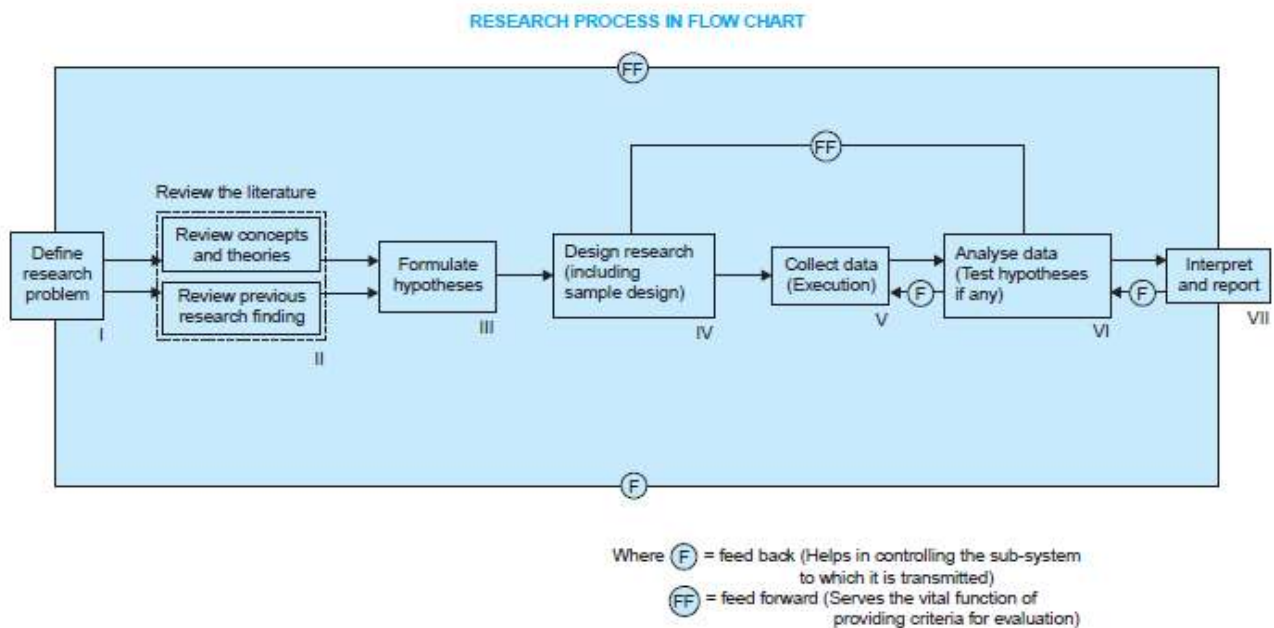 RESEARCH PROCESS IN FLOW CHART
FF
FF
Review the literature
Define
research
problem
I
Review concepts
and theories
Review previous
research finding
II
Formulate
hypotheses
III
Design research
(including
sample design)
IV
Collect data
(Execution)
V
F
Analyse data
(Test hypotheses
if any)
VI
F
Interpret
and report
VII
F
Where F = feed back (Helps in controlling the sub-system
to which it is transmitted)
FF = feed forward (Serves the vital function of
providing criteria for evaluation)